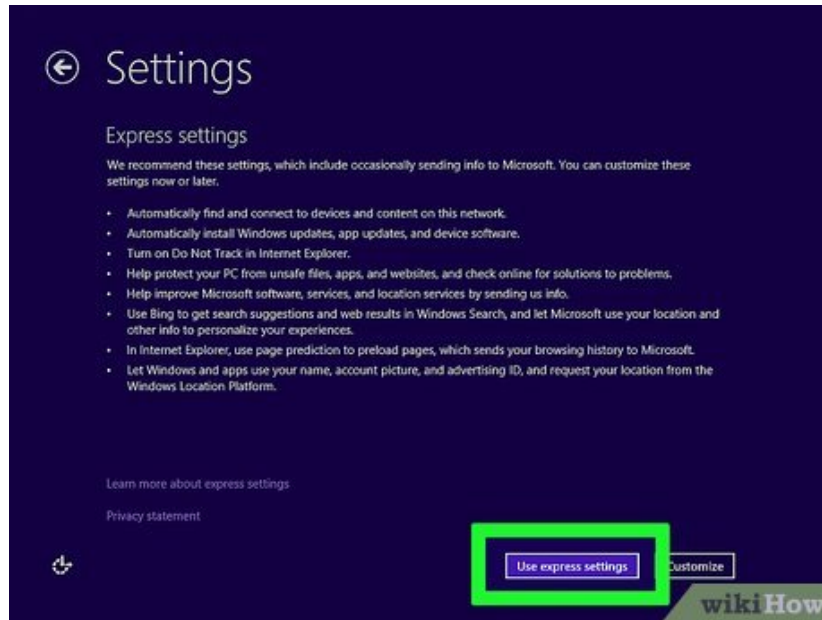 Settings
Express settings
We recommend these settings, which include occasionally sending info to Microsoft. You can customize these
settings now or later.
• Automatically find and connect to devices and content on this network.
• Automatically install Windows updates, app updates, and device software.
• Turn on Do Not Track in Internet Explorer.
• Help protect your PC from unsafe files, apps, and websites, and check online for solutions to problems.
• Help improve Microsoft software, services, and location services by sending us info.
• Use Bing to get search suggestions and web results in Windows Search, and let Microsoft use your location and
other info to personalize your experiences.
• In Internet Explorer, use page prediction to preload pages, which sends your browsing history to Microsoft.
• Let Windows and apps use your name, account picture, and advertising ID, and request your location from the
Windows Location Platform.
Learn more about express settings
Privacy statement
Use express settings Customize
wikiHow